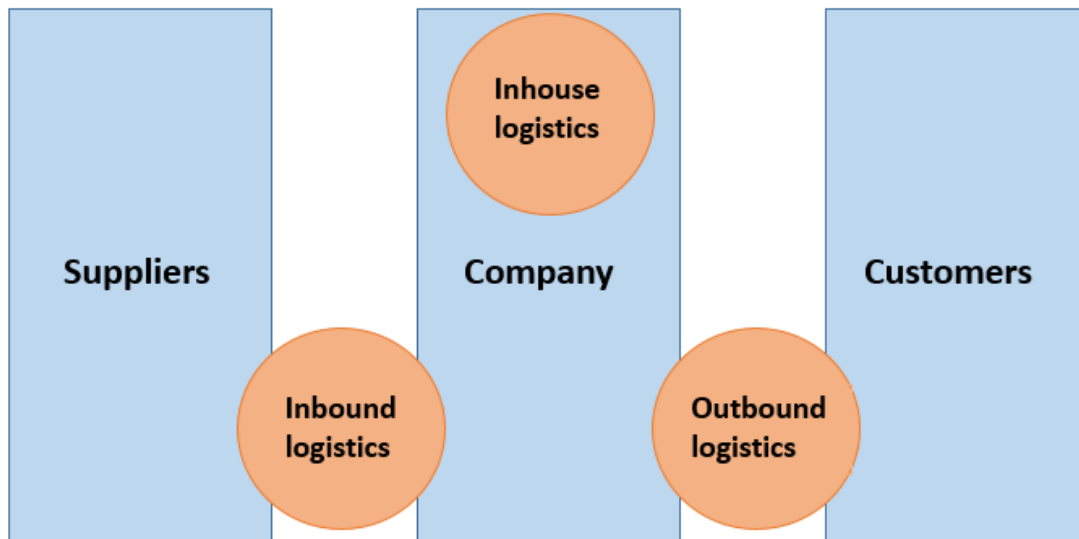 Inhouse
logistics
Suppliers
Company
Customers
Inbound
logistics
Outbound
logistics